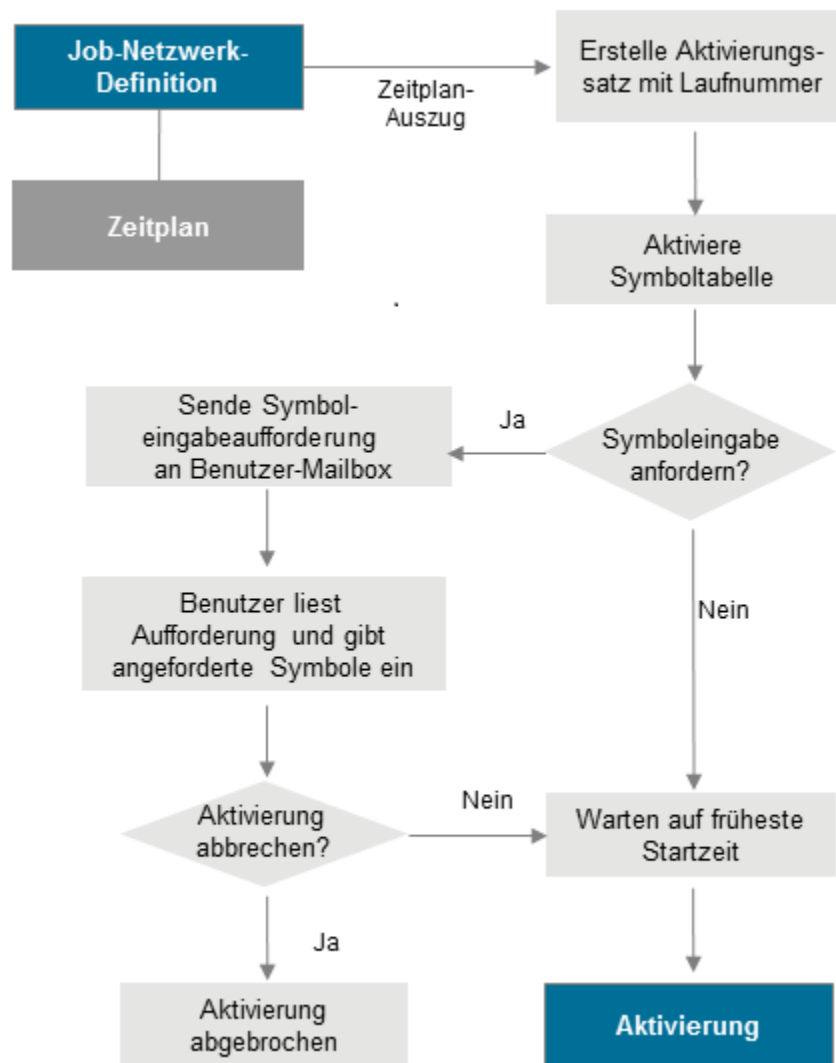 Job-Netzwerk-
Definition
Zeitplan-
Auszug
Erstelle Aktivierungs-
satz mit Laufnummer
Zeitplan
Aktiviere
Symboltabelle
Sende Symbol-
eingabeaufforderung
an Benutzer-Mailbox
Ja
Symboleingabe
anfordern?
Benutzer liest
Aufforderung und gibt
angeforderte Symbole ein
Nein
Aktivierung
abbrechen?
Nein
Warten auf früheste
Startzeit
Ja
Aktivierung
abgebrochen
Aktivierung